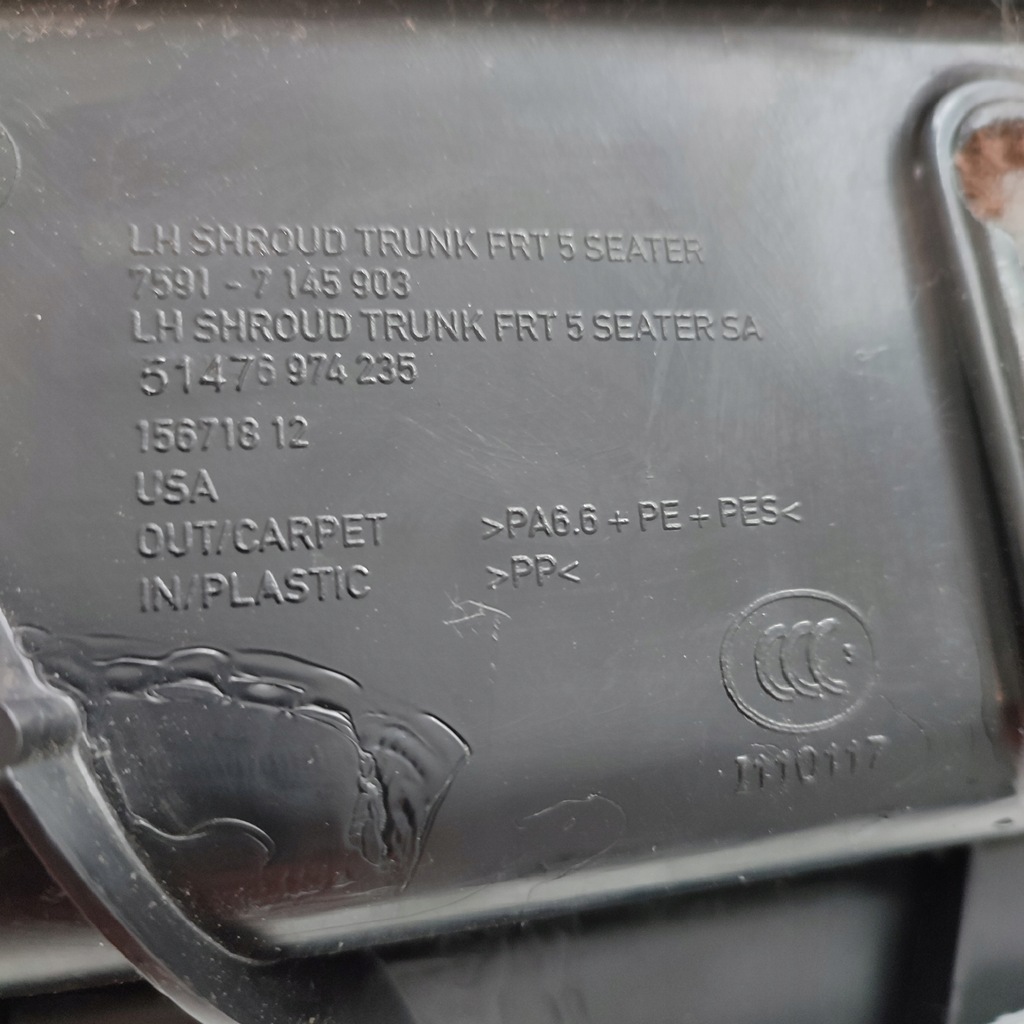 LH SHROUD TRUNK FRT 5 SEATER
7591 - 7 145 903
LH SHROUD TRUNK FRT 5 SEATER SA
51476 974 235
156718 12
USA
OUT/CARPET >PA6.6 + PE + PES<
IN/PLASTIC >PP<
CCC